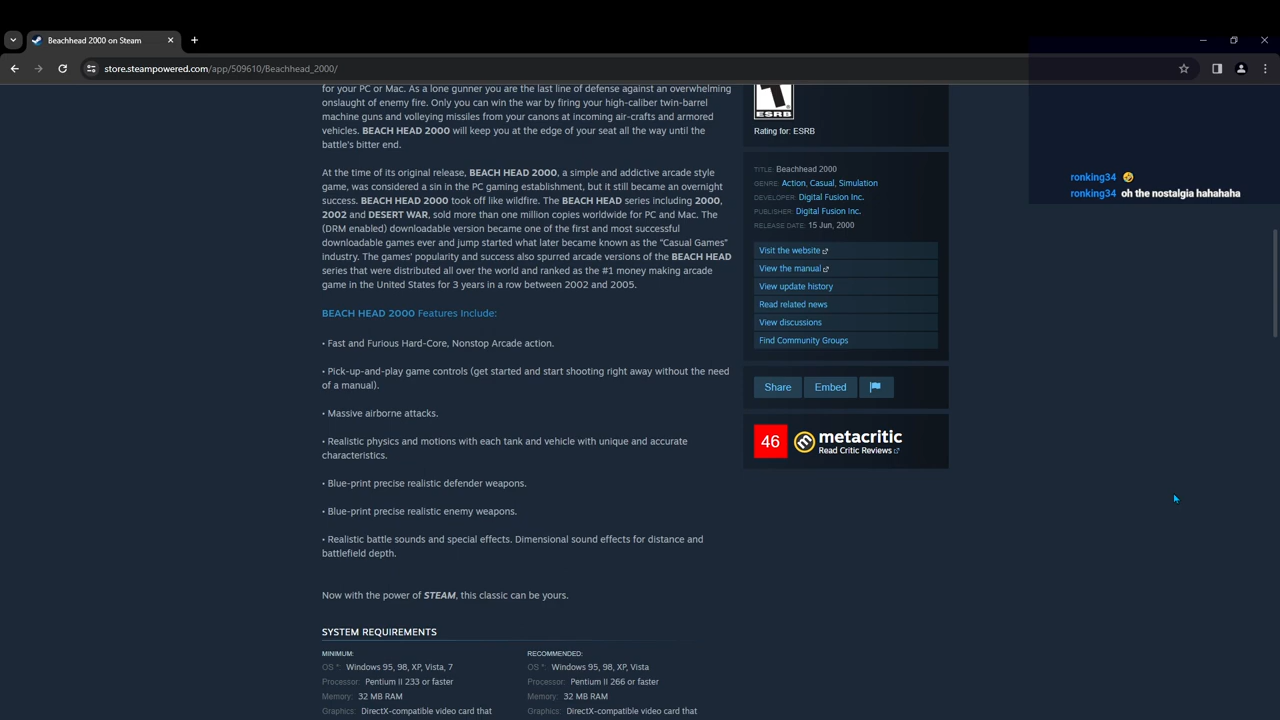 Beachhead 2000 on Steam
store.steampowered.com/app/509610/Beachhead_2000/
for your PC or Mac. As a lone gunner you are the last line of defense against an overwhelming
onslaught of enemy fire. Only you can win the war by firing your high-caliber twin-barrel
machine guns and volleying missiles from your canons at incoming air-crafts and armored
vehicles. BEACH HEAD 2000 will keep you at the edge of your seat all the way until the
battle's bitter end.
At the time of its original release, BEACH HEAD 2000, a simple and addictive arcade style
game, was considered a sin in the PC gaming establishment, but it still became an overnight
success. BEACH HEAD 2000 took off like wildfire. The BEACH HEAD series including 2000,
2002 and DESERT WAR, sold more than one million copies worldwide for PC and Mac. The
(DRM enabled) downloadable version became one of the first and most successful
downloadable games ever and jump started what later became known as the "Casual Games"
industry. The games' popularity and success also spurred arcade versions of the BEACH HEAD
series that were distributed all over the world and ranked as the #1 money making arcade
game in the United States for 3 years in a row between 2002 and 2005.
BEACH HEAD 2000 Features Include:
• Fast and Furious Hard-Core, Nonstop Arcade action.
• Pick-up-and-play game controls (get started and start shooting right away without the need
of a manual).
• Massive airborne attacks.
• Realistic physics and motions with each tank and vehicle with unique and accurate
characteristics.
• Blue-print precise realistic defender weapons.
• Blue-print precise realistic enemy weapons.
• Realistic battle sounds and special effects. Dimensional sound effects for distance and
battlefield depth.
Now with the power of STEAM, this classic can be yours.
SYSTEM REQUIREMENTS
MINIMUM:
OS *: Windows 95, 98, XP, Vista, 7
Processor: Pentium II 233 or faster
Memory: 32 MB RAM
Graphics: DirectX-compatible video card that
RECOMMENDED:
OS *: Windows 95, 98, XP, Vista
Processor: Pentium II 266 or faster
Memory: 32 MB RAM
Graphics: DirectX-compatible video card that
ESRB
Rating for: ESRB
TITLE: Beachhead 2000
GENRE: Action, Casual, Simulation
DEVELOPER: Digital Fusion Inc.
PUBLISHER: Digital Fusion Inc.
RELEASE DATE: 15 Jun, 2000
Visit the website
View the manual
View update history
Read related news
View discussions
Find Community Groups
Share
Embed
46
metacritic
Read Critic Reviews
ronking34 🤣
ronking34 oh the nostalgia hahahaha